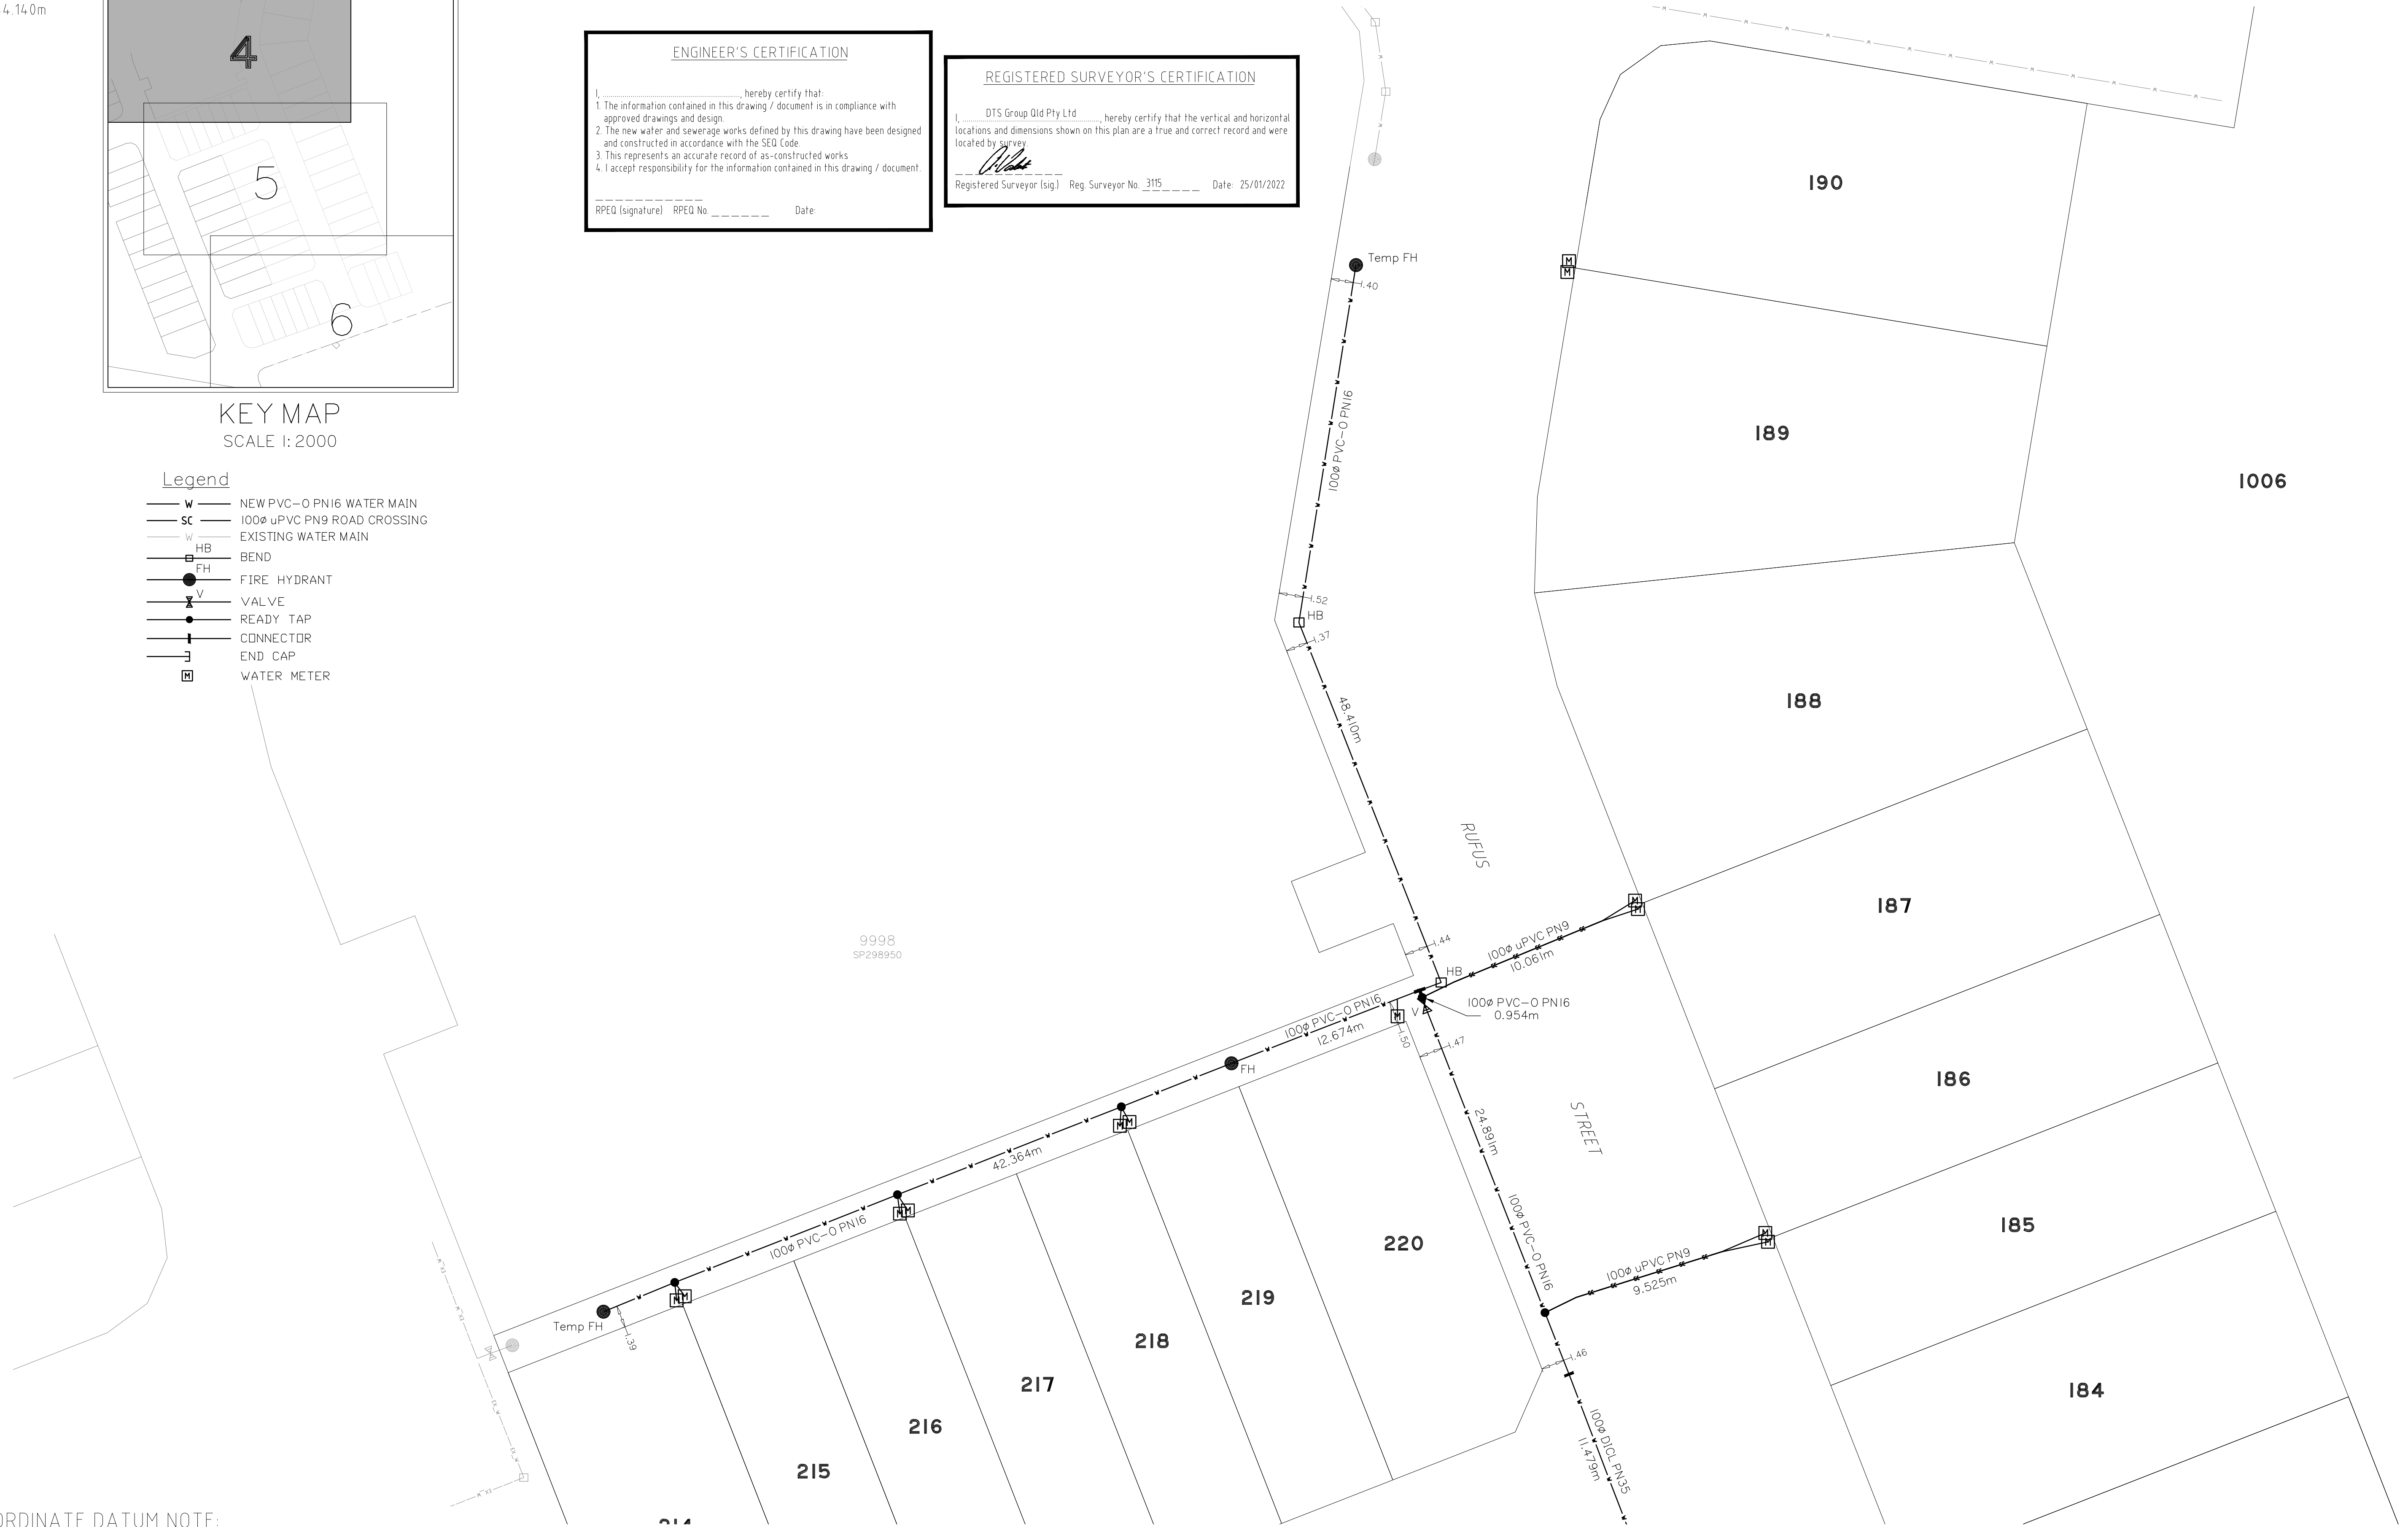 4.140m
4
5
6
KEY MAP
SCALE 1:2000
Legend
W NEW PVC-O PN16 WATER MAIN
SC 100ø uPVC PN9 ROAD CROSSING
W EXISTING WATER MAIN
HB BEND
FH FIRE HYDRANT
V VALVE
READY TAP
CONNECTOR
END CAP
M WATER METER
ENGINEER'S CERTIFICATION
I, ........, hereby certify that:
1. The information contained in this drawing / document is in compliance with
approved drawings and design.
2. The new water and sewerage works defined by this drawing have been designed
and constructed in accordance with the SEQ Code.
3. This represents an accurate record of as-constructed works
4. I accept responsibility for the information contained in this drawing / document.
RPEQ (signature) RPEQ No. _ _ _ _ _ _ Date:
REGISTERED SURVEYOR'S CERTIFICATION
DTS Group Qld Pty Ltd
I, ........, hereby certify that the vertical and horizontal
locations and dimensions shown on this plan are a true and correct record and were
located by survey.
Registered Surveyor (sig.) Reg. Surveyor No. 3115 Date: 25/01/2022
Temp FH
1.40
100ø PVC-O PN16
1.52
HB
1.37
48.410m
RUFUS
1.44
HB
100ø uPVC PN9
10.061m
M
M
M
M
190
189
1006
188
187
186
185
184
9998
SP298950
100ø PVC-O PN16
12.674m
V
M
1.50
100ø PVC-O PN16
0.954m
1.47
FH
24.891m
STREET
M
M
42.364m
M
M
100ø PVC-O PN16
100ø PVC-O PN16
M
M
100ø uPVC PN9
9.525m
M
M
Temp FH
1.39
1.46
220
219
218
217
216
215
214
100ø DICL PN35
11.479m
ORDINATE DATUM NOTE: